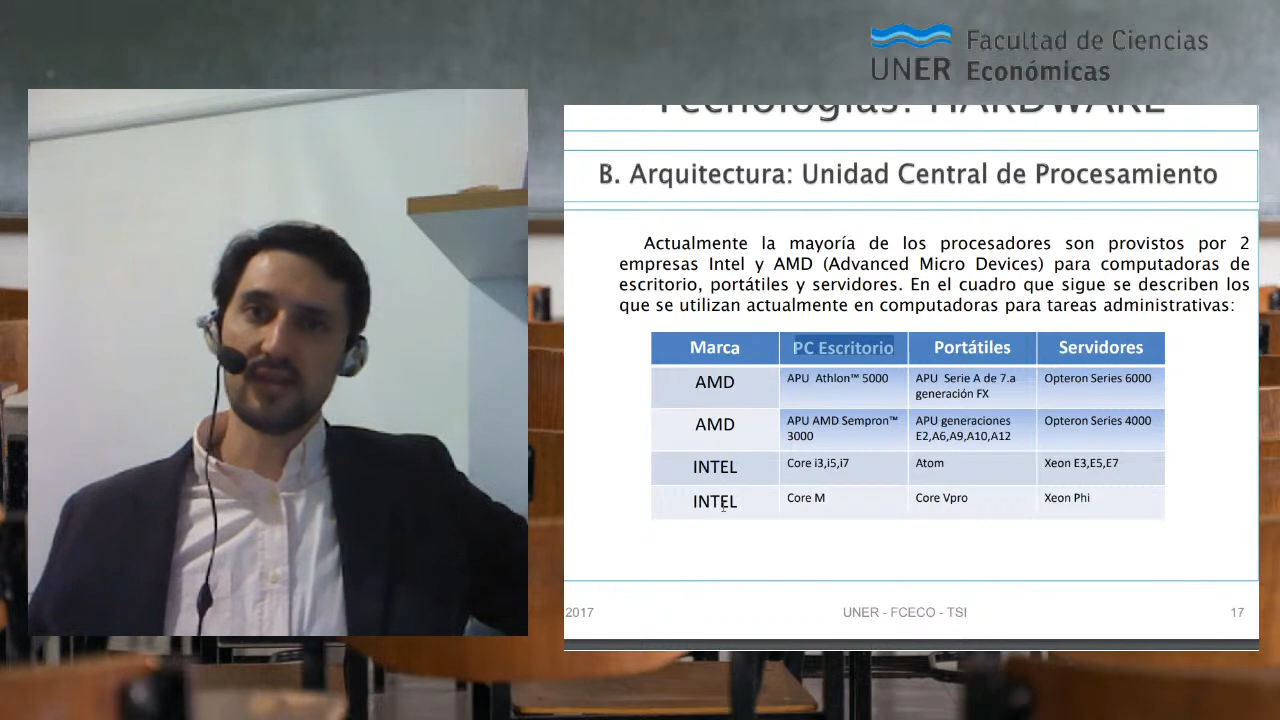 UNER Facultad de Ciencias
Económicas
Tecnologías: HARDWARE
B. Arquitectura: Unidad Central de Procesamiento
Actualmente la mayoría de los procesadores son provistos por 2
empresas Intel y AMD (Advanced Micro Devices) para computadoras de
escritorio, portátiles y servidores. En el cuadro que sigue se describen los
que se utilizan actualmente en computadoras para tareas administrativas:
Marca PC Escritorio Portátiles Servidores
AMD APU Athlon™ 5000 APU Serie A de 7.a generación FX Opteron Series 6000
AMD APU AMD Sempron™ 3000 APU generaciones E2,A6,A9,A10,A12 Opteron Series 4000
INTEL Core i3,i5,i7 Atom Xeon E3,E5,E7
INTEL Core M Core Vpro Xeon Phi
2017 UNER - FCECO - TSI 17